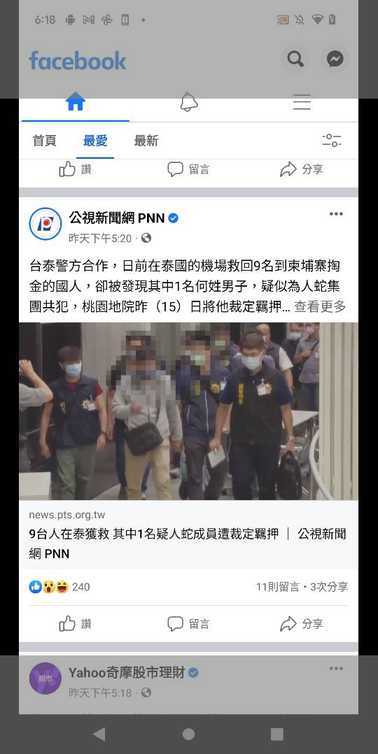 6:18
facebook
首頁 最愛 最新
讚 留言 分享
公視新聞網 PNN
昨天下午5:20
台泰警方合作，日前在泰國的機場救回9名到柬埔寨掏
金的國人，卻被發現其中1名何姓男子，疑似為人蛇集
團共犯，桃園地院昨（15）日將他裁定羈押... 查看更多
news.pts.org.tw
9台人在泰獲救 其中1名疑人蛇成員遭裁定羈押 ｜ 公視新聞
網 PNN
240 11則留言・3次分享
讚 留言 分享
Yahoo奇摩股市理財
昨天下午5:18